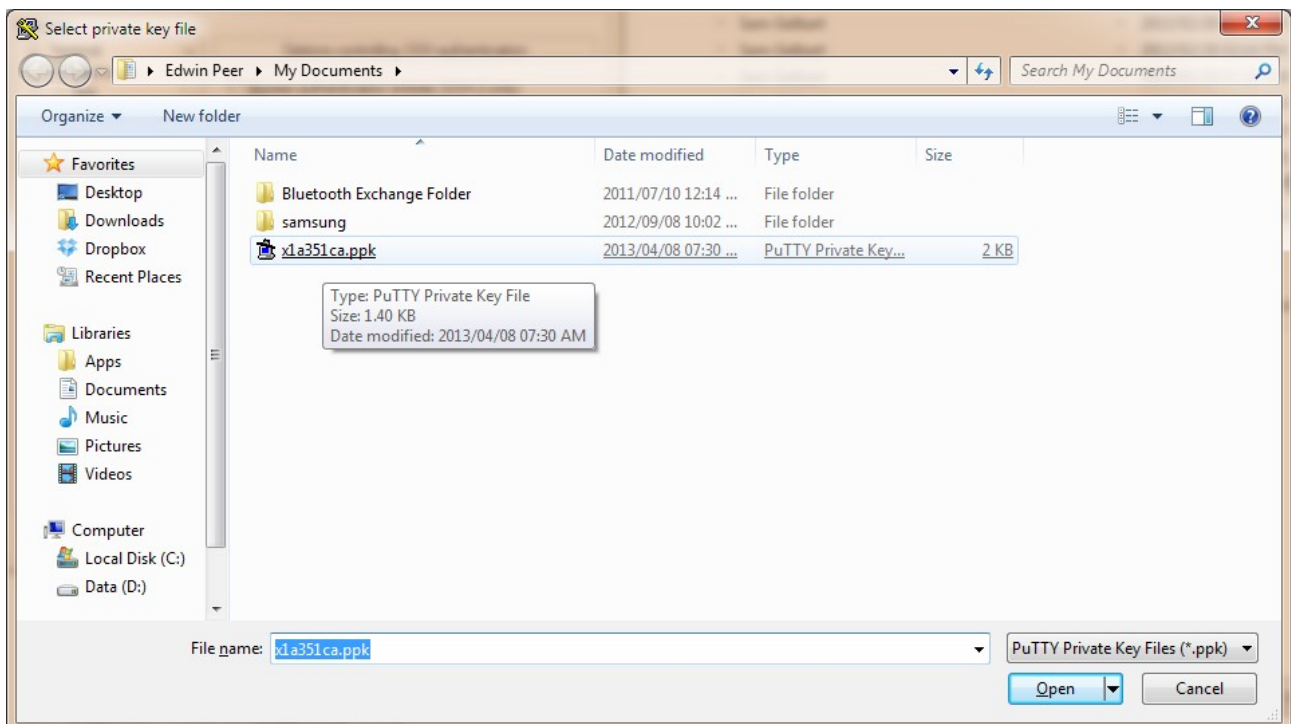 Select private key file
Edwin Peer ▸ My Documents ▸
Search My Documents
Organize New folder
Favorites
Desktop
Downloads
Dropbox
Recent Places
Libraries
Apps
Documents
Music
Pictures
Videos
Computer
Local Disk (C:)
Data (D:)
Name Date modified Type Size
Bluetooth Exchange Folder 2011/07/10 12:14 ... File folder
samsung 2012/09/08 10:02 ... File folder
x1a351ca.ppk 2013/04/08 07:30 ... PuTTY Private Key... 2 KB
Type: PuTTY Private Key File
Size: 1.40 KB
Date modified: 2013/04/08 07:30 AM
File name: x1a351ca.ppk PuTTY Private Key Files (*.ppk)
Open Cancel